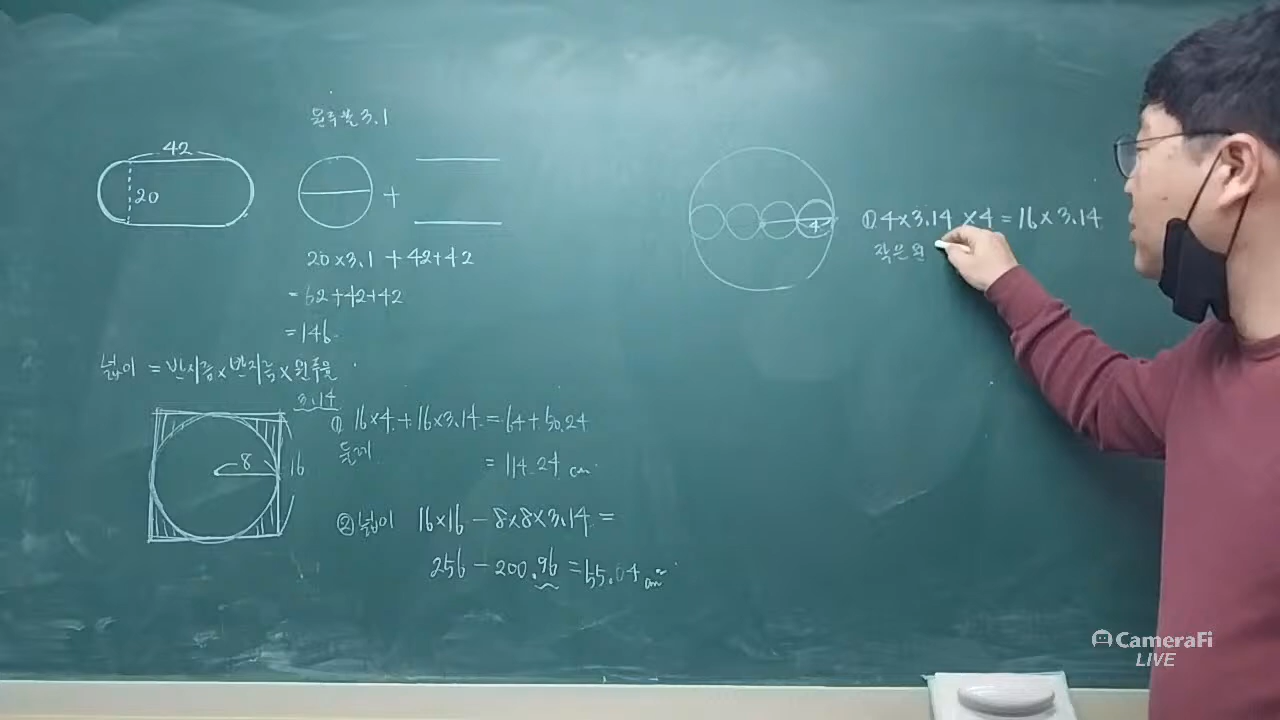 원주율 3.1
42
20
+
20×3.1 + 42+42
= 62+42+42
= 146
넓이 = 반지름 × 반지름 × 원주율
3.14
8
16
① 16×4 + 16×3.14 = 64 + 50.24
둘레
= 114.24 cm
② 넓이 16×16 - 8×8×3.14 =
256 - 200.96 = 55.04 cm²
4
① 4×3.14 ×4 = 16×3.14
작은원
CameraFi
LIVE